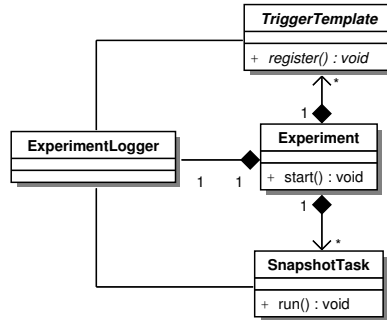 TriggerTemplate
+ register() : void
*
1
Experiment
ExperimentLogger
+ start() : void
1 1
1
*
SnapshotTask
+ run() : void